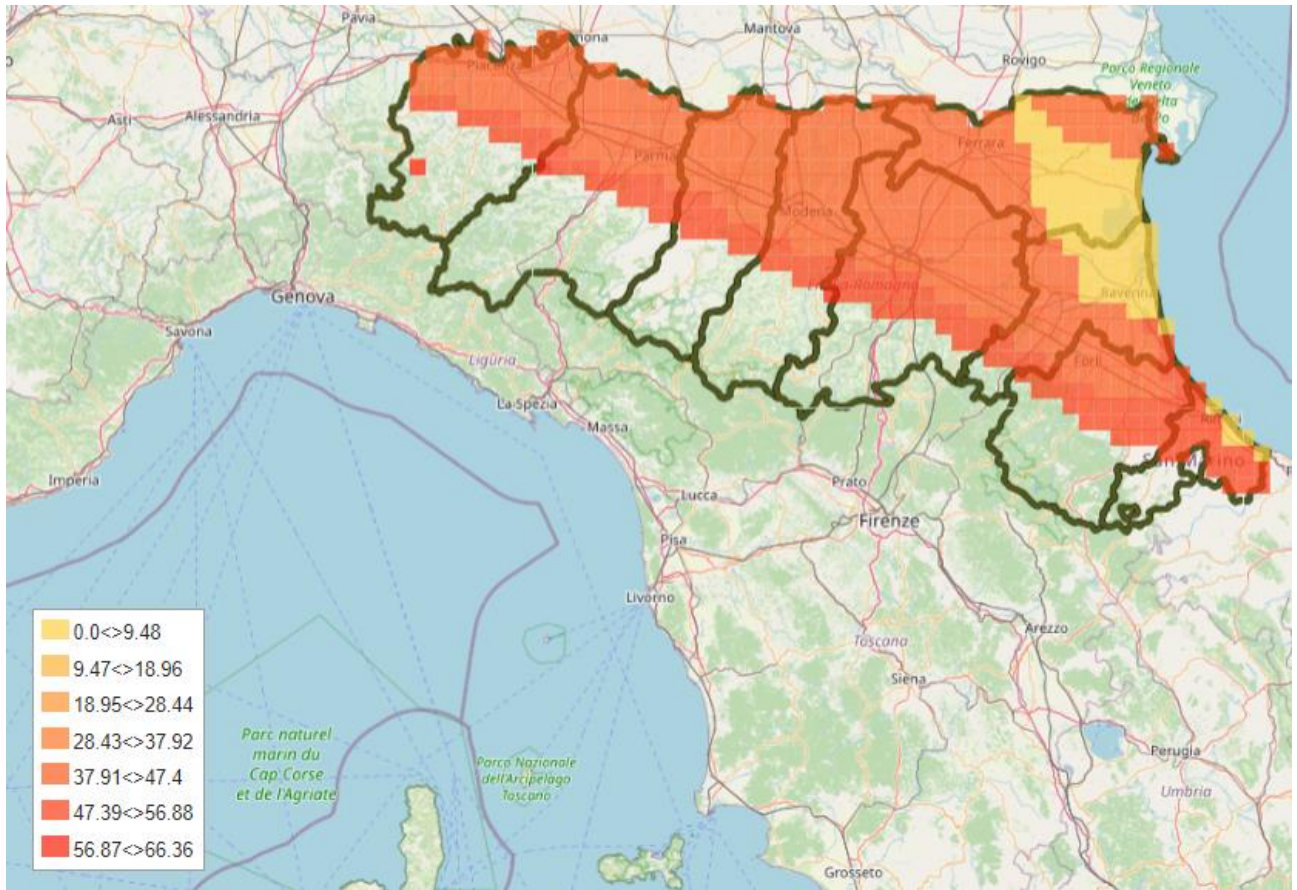 Pavia
Mantova
Rovigo
Parco Regionale
Veneto
del Delta
Po
Asti
Alessandria
Ferrara
Parma
Modena
Genova
Savona
Ravenna
Forlì
Liguria
La Spezia
Massa
Imperia
San Marino
Prato
Lucca
Firenze
Pisa
Livorno
Arezzo
Toscana
Siena
Parc naturel
marin du
Cap Corse
et de l'Agriate
Parco Nazionale
dell'Arcipelago
Toscano
Perugia
Umbria
Grosseto
0.0<>9.48
9.47<>18.96
18.95<>28.44
28.43<>37.92
37.91<>47.4
47.39<>56.88
56.87<>66.36